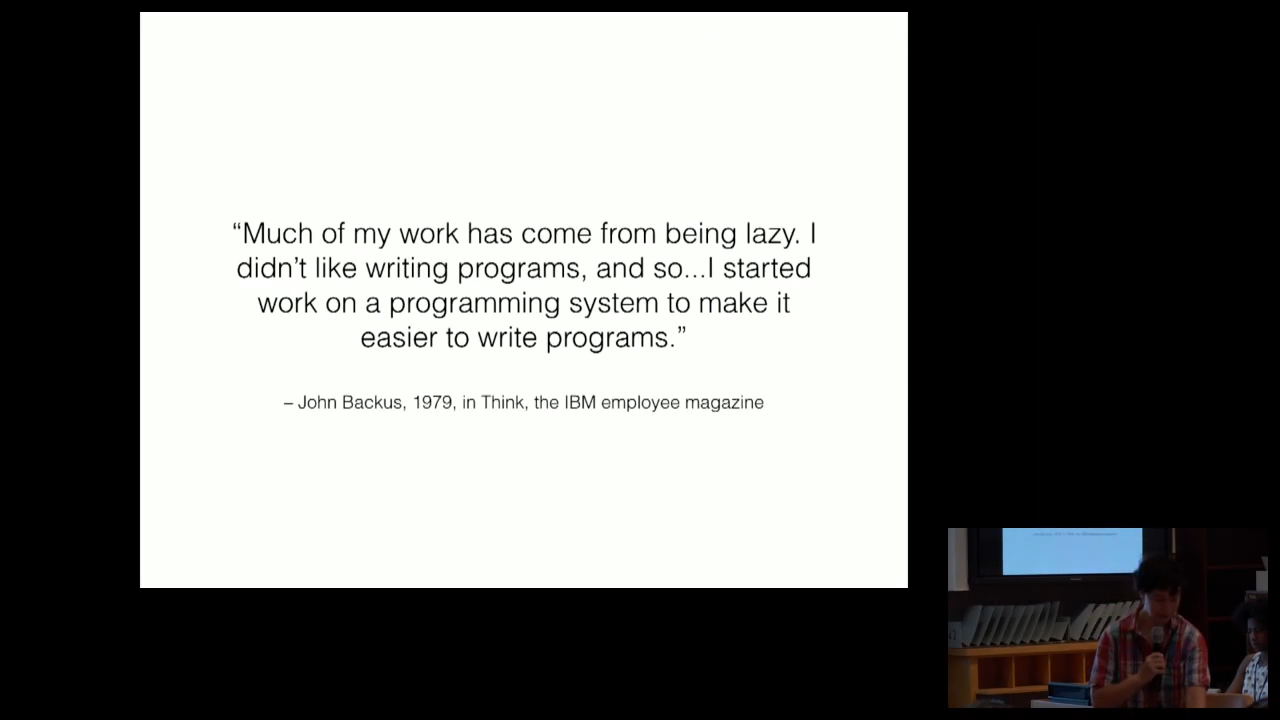 “Much of my work has come from being lazy. I
didn’t like writing programs, and so...I started
work on a programming system to make it
easier to write programs.”
– John Backus, 1979, in Think, the IBM employee magazine